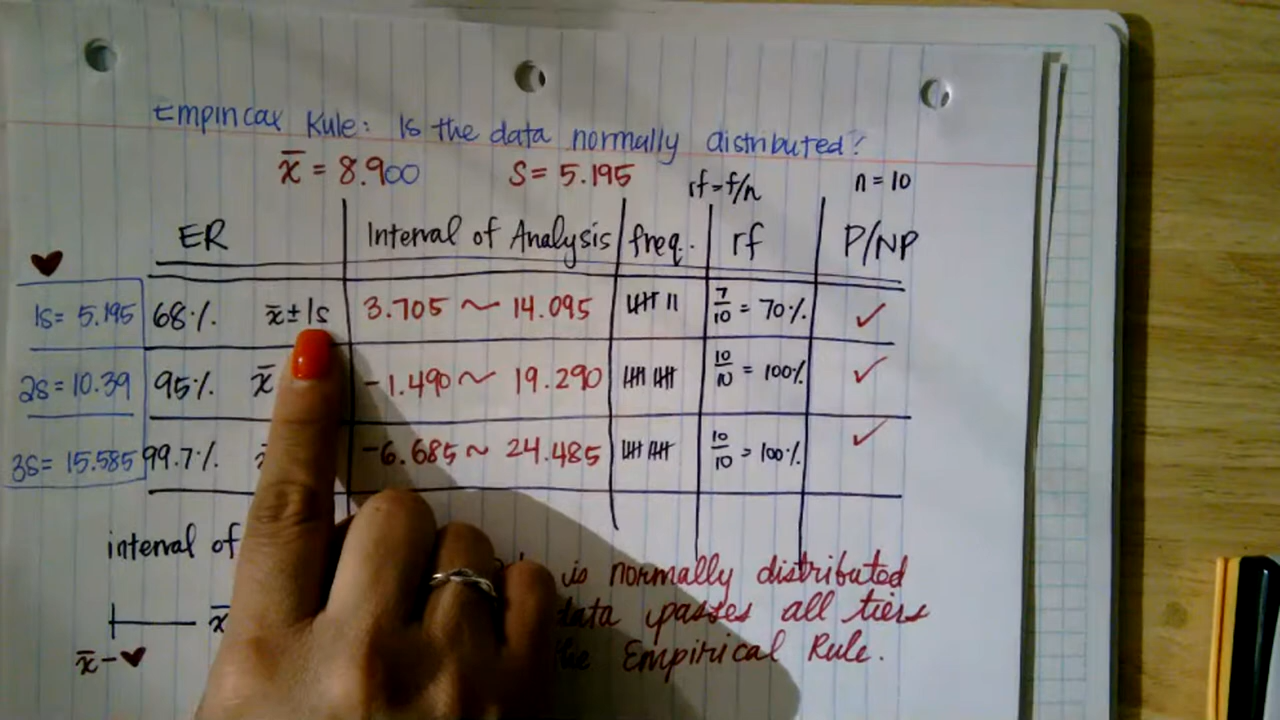 Empirical Rule: Is the data normally distributed?
x̄ = 8.900 S = 5.195 rf = f/n n = 10
ER Interval of Analysis freq. rf P/NP
1s = 5.195 68% x̄ ± 1s 3.705 ~ 14.095 𝍸 || 7/10 = 70% ✓
2s = 10.39 95% x̄ -1.490 ~ 19.290 𝍸 𝍸 10/10 = 100% ✓
3s = 15.585 99.7% -6.685 ~ 24.485 𝍸 𝍸 10/10 = 100% ✓
interval of
is normally distributed
x̄ data passes all tiers
x̄ - ♥ the Empirical Rule.